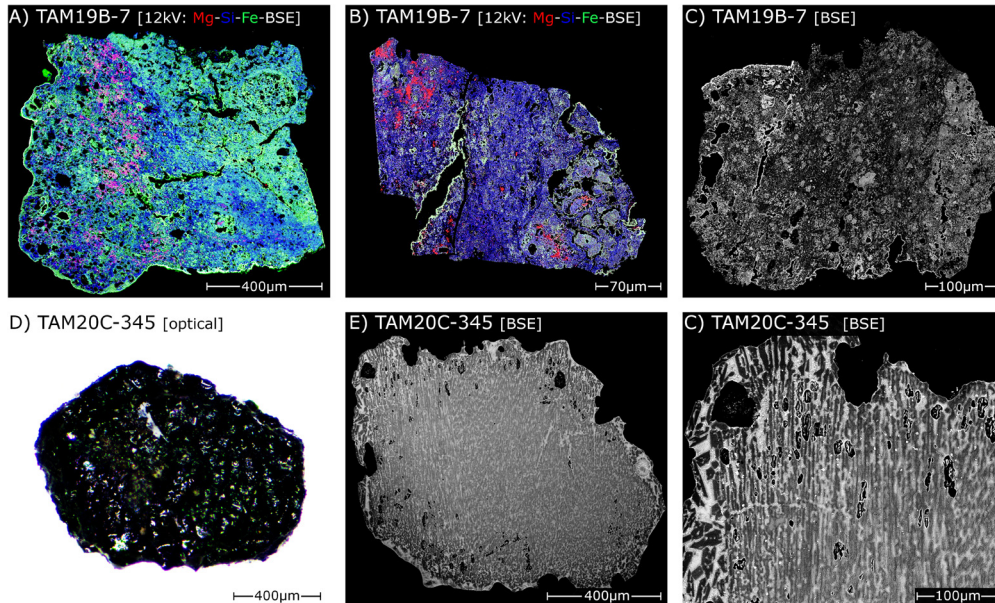 A) TAM19B-7 [12kV: Mg-Si-Fe-BSE]
400µm
B) TAM19B-7 [12kV: Mg-Si-Fe-BSE]
70µm
C) TAM19B-7 [BSE]
100µm
D) TAM20C-345 [optical]
400µm
E) TAM20C-345 [BSE]
400µm
C) TAM20C-345 [BSE]
100µm